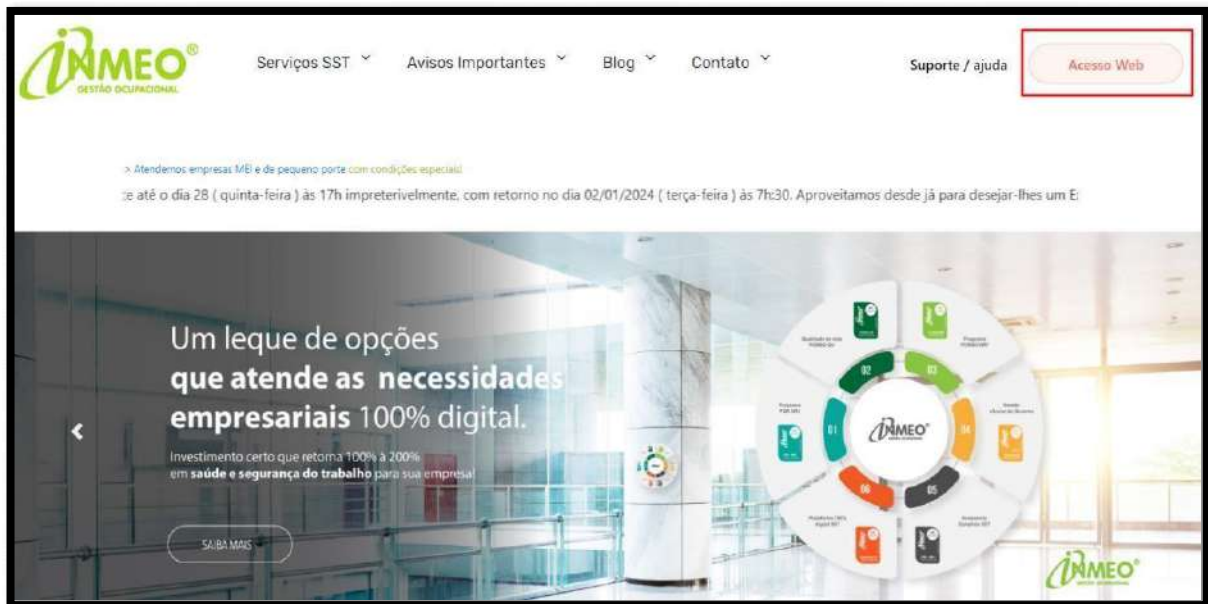 INMEO®
GESTÃO OCUPACIONAL
Serviços SST
Avisos Importantes
Blog
Contato
Suporte / ajuda
Acesso Web
> Atendemos empresas MEI e de pequeno porte com condições especiais!
te até o dia 28 ( quinta-feira ) às 17h impreterivelmente, com retorno no dia 02/01/2024 ( terça-feira ) às 7h:30. Aproveitamos desde já para desejar-lhes um E
Um leque de opções
que atende as necessidades
empresariais 100% digital.
Investimento certo que retorna 100% à 200%
em saúde e segurança do trabalho para sua empresa!
SAIBA MAIS
02
03
01
INMEO®
04
06
05
INMEO®